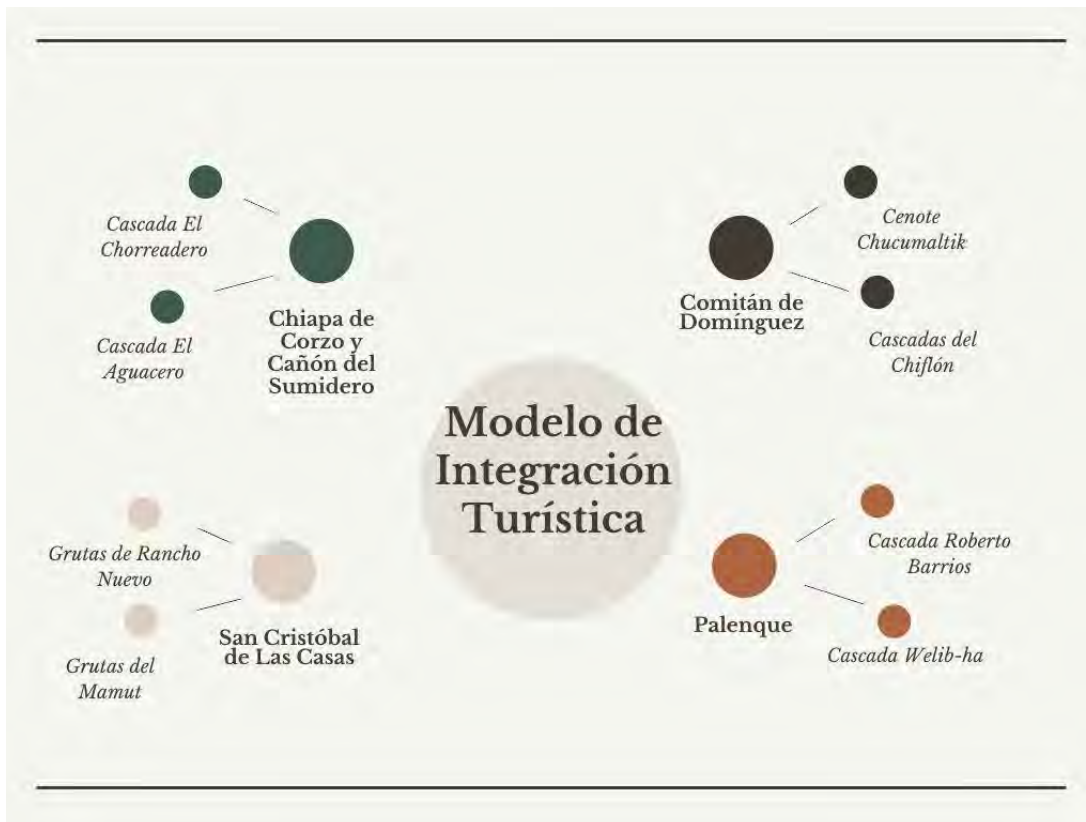 Cascada El
Chorreadero
Cascada El
Aguacero
Chiapa de
Corzo y
Cañón del
Sumidero
Cenote
Chucumaltik
Comitán de
Domínguez
Cascadas del
Chiflón
Modelo de
Integración
Turística
Grutas de Rancho
Nuevo
Grutas del
Mamut
San Cristóbal
de Las Casas
Cascada Roberto
Barrios
Palenque
Cascada Welib-ha